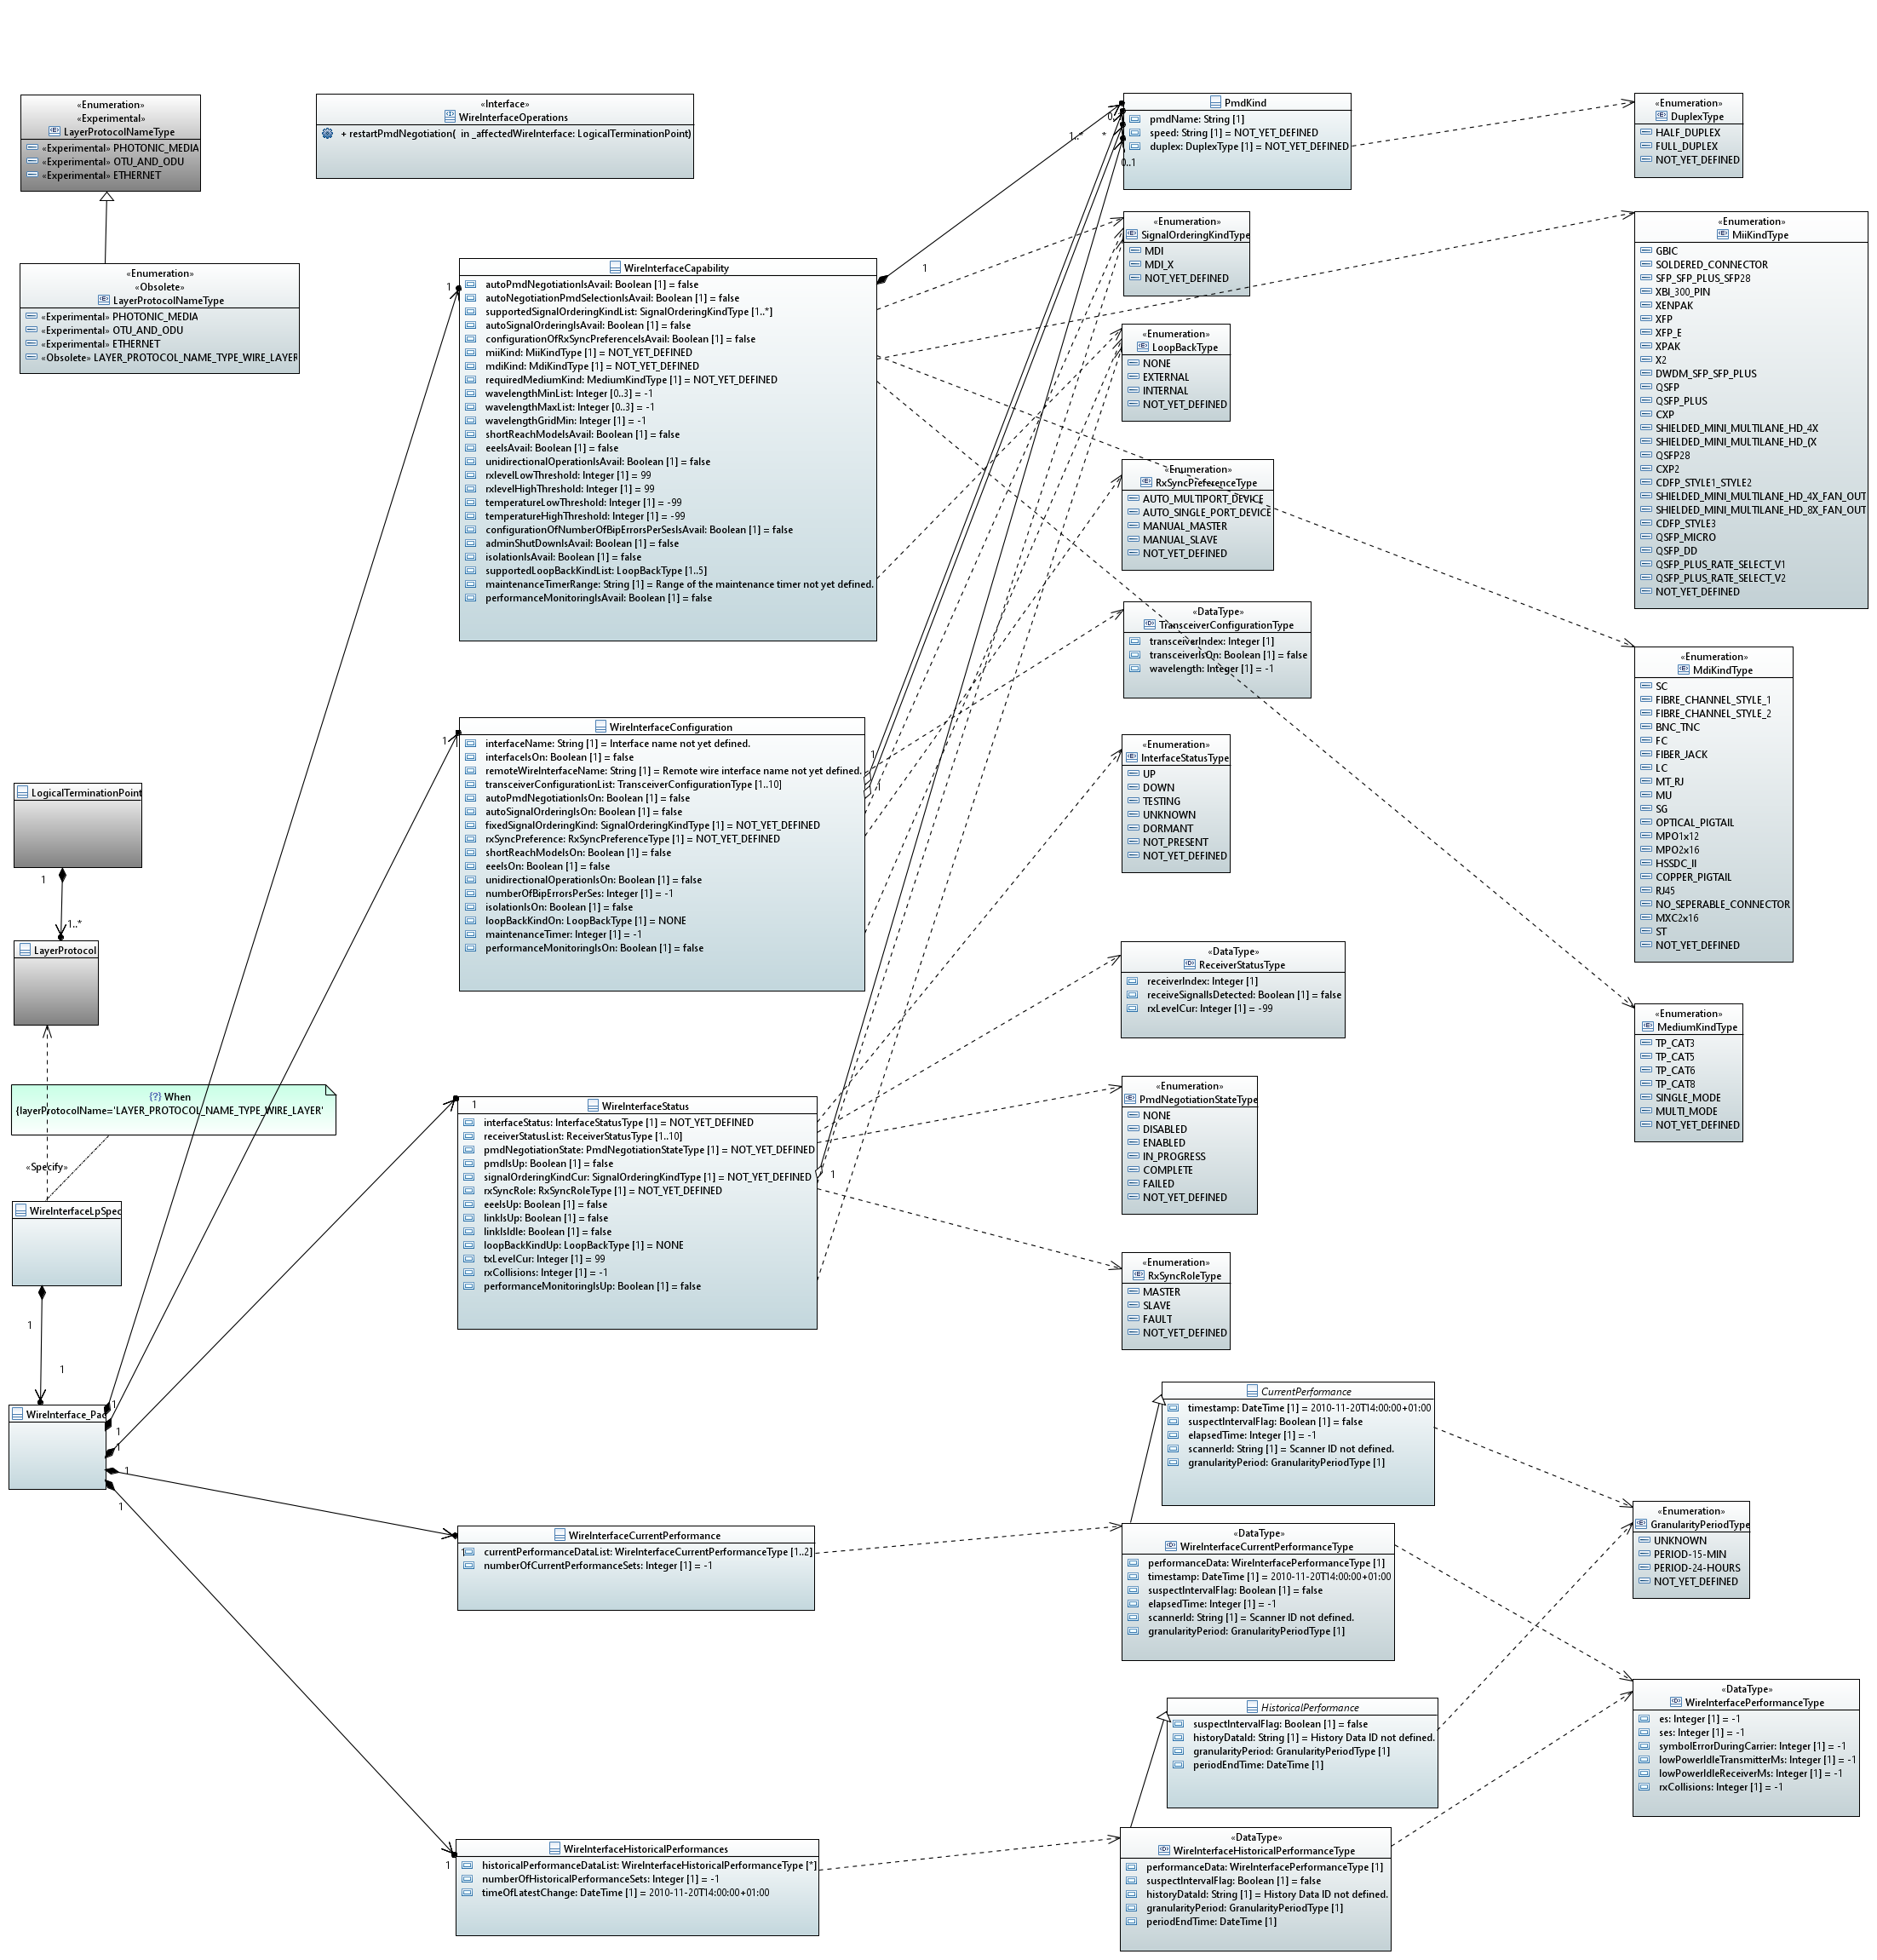 «Enumeration»
«Experimental»
LayerProtocolNameType
«Experimental» PHOTONIC_MEDIA
«Experimental» OTU_AND_ODU
«Experimental» ETHERNET
«Enumeration»
«Obsolete»
LayerProtocolNameType
«Experimental» PHOTONIC_MEDIA
«Experimental» OTU_AND_ODU
«Experimental» ETHERNET
«Obsolete» LAYER_PROTOCOL_NAME_TYPE_WIRE_LAYER
«Interface»
WireInterfaceOperations
+ restartPmdNegotiation( in _affectedWireInterface: LogicalTerminationPoint)
LogicalTerminationPoint
1
1..*
LayerProtocol
{?} When
{layerProtocolName='LAYER_PROTOCOL_NAME_TYPE_WIRE_LAYER'
«Specify»
WireInterfaceLpSpec
1
1
WireInterface_Pac
1
1
1
1
1
1
WireInterfaceCapability
autoPmdNegotiationIsAvail: Boolean [1] = false
autoNegotiationPmdSelectionIsAvail: Boolean [1] = false
supportedSignalOrderingKindList: SignalOrderingKindType [1..*]
autoSignalOrderingIsAvail: Boolean [1] = false
configurationOfRxSyncPreferenceIsAvail: Boolean [1] = false
miiKind: MiiKindType [1] = NOT_YET_DEFINED
mdiKind: MdiKindType [1] = NOT_YET_DEFINED
requiredMediumKind: MediumKindType [1] = NOT_YET_DEFINED
wavelengthMinList: Integer [0..3] = -1
wavelengthMaxList: Integer [0..3] = -1
wavelengthGridMin: Integer [1] = -1
shortReachModeIsAvail: Boolean [1] = false
eeeIsAvail: Boolean [1] = false
unidirectionalOperationIsAvail: Boolean [1] = false
rxlevelLowThreshold: Integer [1] = 99
rxlevelHighThreshold: Integer [1] = 99
temperatureLowThreshold: Integer [1] = -99
temperatureHighThreshold: Integer [1] = -99
configurationOfNumberOfBipErrorsPerSesIsAvail: Boolean [1] = false
adminShutDownIsAvail: Boolean [1] = false
isolationIsAvail: Boolean [1] = false
supportedLoopBackKindList: LoopBackType [1..5]
maintenanceTimerRange: String [1] = Range of the maintenance timer not yet defined.
performanceMonitoringIsAvail: Boolean [1] = false
1
1..*
1
1
WireInterfaceConfiguration
interfaceName: String [1] = Interface name not yet defined.
interfaceIsOn: Boolean [1] = false
remoteWireInterfaceName: String [1] = Remote wire interface name not yet defined.
transceiverConfigurationList: TransceiverConfigurationType [1..10]
autoPmdNegotiationIsOn: Boolean [1] = false
autoSignalOrderingIsOn: Boolean [1] = false
fixedSignalOrderingKind: SignalOrderingKindType [1] = NOT_YET_DEFINED
rxSyncPreference: RxSyncPreferenceType [1] = NOT_YET_DEFINED
shortReachModeIsOn: Boolean [1] = false
eeeIsOn: Boolean [1] = false
unidirectionalOperationIsOn: Boolean [1] = false
numberOfBipErrorsPerSes: Integer [1] = -1
isolationIsOn: Boolean [1] = false
loopBackKindOn: LoopBackType [1] = NONE
maintenanceTimer: Integer [1] = -1
performanceMonitoringIsOn: Boolean [1] = false
1
1
1
WireInterfaceStatus
interfaceStatus: InterfaceStatusType [1] = NOT_YET_DEFINED
receiverStatusList: ReceiverStatusType [1..10]
pmdNegotiationState: PmdNegotiationStateType [1] = NOT_YET_DEFINED
pmdIsUp: Boolean [1] = false
signalOrderingKindCur: SignalOrderingKindType [1] = NOT_YET_DEFINED
rxSyncRole: RxSyncRoleType [1] = NOT_YET_DEFINED
eeeIsUp: Boolean [1] = false
linkIsUp: Boolean [1] = false
linkIsIdle: Boolean [1] = false
loopBackKindUp: LoopBackType [1] = NONE
txLevelCur: Integer [1] = 99
rxCollisions: Integer [1] = -1
performanceMonitoringIsUp: Boolean [1] = false
1
WireInterfaceCurrentPerformance
currentPerformanceDataList: WireInterfaceCurrentPerformanceType [1..2]
numberOfCurrentPerformanceSets: Integer [1] = -1
1
1
WireInterfaceHistoricalPerformances
historicalPerformanceDataList: WireInterfaceHistoricalPerformanceType [*]
numberOfHistoricalPerformanceSets: Integer [1] = -1
timeOfLatestChange: DateTime [1] = 2010-11-20T14:00:00+01:00
PmdKind
pmdName: String [1]
speed: String [1] = NOT_YET_DEFINED
duplex: DuplexType [1] = NOT_YET_DEFINED
*
0..1
«Enumeration»
SignalOrderingKindType
MDI
MDI_X
NOT_YET_DEFINED
«Enumeration»
LoopBackType
NONE
EXTERNAL
INTERNAL
NOT_YET_DEFINED
«Enumeration»
RxSyncPreferenceType
AUTO_MULTIPORT_DEVICE
AUTO_SINGLE_PORT_DEVICE
MANUAL_MASTER
MANUAL_SLAVE
NOT_YET_DEFINED
«DataType»
TransceiverConfigurationType
transceiverIndex: Integer [1]
transceiverIsOn: Boolean [1] = false
wavelength: Integer [1] = -1
«Enumeration»
InterfaceStatusType
UP
DOWN
TESTING
UNKNOWN
DORMANT
NOT_PRESENT
NOT_YET_DEFINED
«DataType»
ReceiverStatusType
receiverIndex: Integer [1]
receiveSignalIsDetected: Boolean [1] = false
rxLevelCur: Integer [1] = -99
«Enumeration»
PmdNegotiationStateType
NONE
DISABLED
ENABLED
IN_PROGRESS
COMPLETE
FAILED
NOT_YET_DEFINED
«Enumeration»
RxSyncRoleType
MASTER
SLAVE
FAULT
NOT_YET_DEFINED
CurrentPerformance
timestamp: DateTime [1] = 2010-11-20T14:00:00+01:00
suspectIntervalFlag: Boolean [1] = false
elapsedTime: Integer [1] = -1
scannerId: String [1] = Scanner ID not defined.
granularityPeriod: GranularityPeriodType [1]
«DataType»
WireInterfaceCurrentPerformanceType
performanceData: WireInterfacePerformanceType [1]
timestamp: DateTime [1] = 2010-11-20T14:00:00+01:00
suspectIntervalFlag: Boolean [1] = false
elapsedTime: Integer [1] = -1
scannerId: String [1] = Scanner ID not defined.
granularityPeriod: GranularityPeriodType [1]
HistoricalPerformance
suspectIntervalFlag: Boolean [1] = false
historyDataId: String [1] = History Data ID not defined.
granularityPeriod: GranularityPeriodType [1]
periodEndTime: DateTime [1]
«DataType»
WireInterfaceHistoricalPerformanceType
performanceData: WireInterfacePerformanceType [1]
suspectIntervalFlag: Boolean [1] = false
historyDataId: String [1] = History Data ID not defined.
granularityPeriod: GranularityPeriodType [1]
periodEndTime: DateTime [1]
«Enumeration»
DuplexType
HALF_DUPLEX
FULL_DUPLEX
NOT_YET_DEFINED
«Enumeration»
MiiKindType
GBIC
SOLDERED_CONNECTOR
SFP_SFP_PLUS_SFP28
XBI_300_PIN
XENPAK
XFP
XFP_E
XPAK
X2
DWDM_SFP_SFP_PLUS
QSFP
QSFP_PLUS
CXP
SHIELDED_MINI_MULTILANE_HD_4X
SHIELDED_MINI_MULTILANE_HD_(X
QSFP28
CXP2
CDFP_STYLE1_STYLE2
SHIELDED_MINI_MULTILANE_HD_4X_FAN_OUT
SHIELDED_MINI_MULTILANE_HD_8X_FAN_OUT
CDFP_STYLE3
QSFP_MICRO
QSFP_DD
QSFP_PLUS_RATE_SELECT_V1
QSFP_PLUS_RATE_SELECT_V2
NOT_YET_DEFINED
«Enumeration»
MdiKindType
SC
FIBRE_CHANNEL_STYLE_1
FIBRE_CHANNEL_STYLE_2
BNC_TNC
FC
FIBER_JACK
LC
MT_RJ
MU
SG
OPTICAL_PIGTAIL
MPO1x12
MPO2x16
HSSDC_II
COPPER_PIGTAIL
RJ45
NO_SEPERABLE_CONNECTOR
MXC2x16
ST
NOT_YET_DEFINED
«Enumeration»
MediumKindType
TP_CAT3
TP_CAT5
TP_CAT6
TP_CAT8
SINGLE_MODE
MULTI_MODE
NOT_YET_DEFINED
«Enumeration»
GranularityPeriodType
UNKNOWN
PERIOD-15-MIN
PERIOD-24-HOURS
NOT_YET_DEFINED
«DataType»
WireInterfacePerformanceType
es: Integer [1] = -1
ses: Integer [1] = -1
symbolErrorDuringCarrier: Integer [1] = -1
lowPowerIdleTransmitterMs: Integer [1] = -1
lowPowerIdleReceiverMs: Integer [1] = -1
rxCollisions: Integer [1] = -1